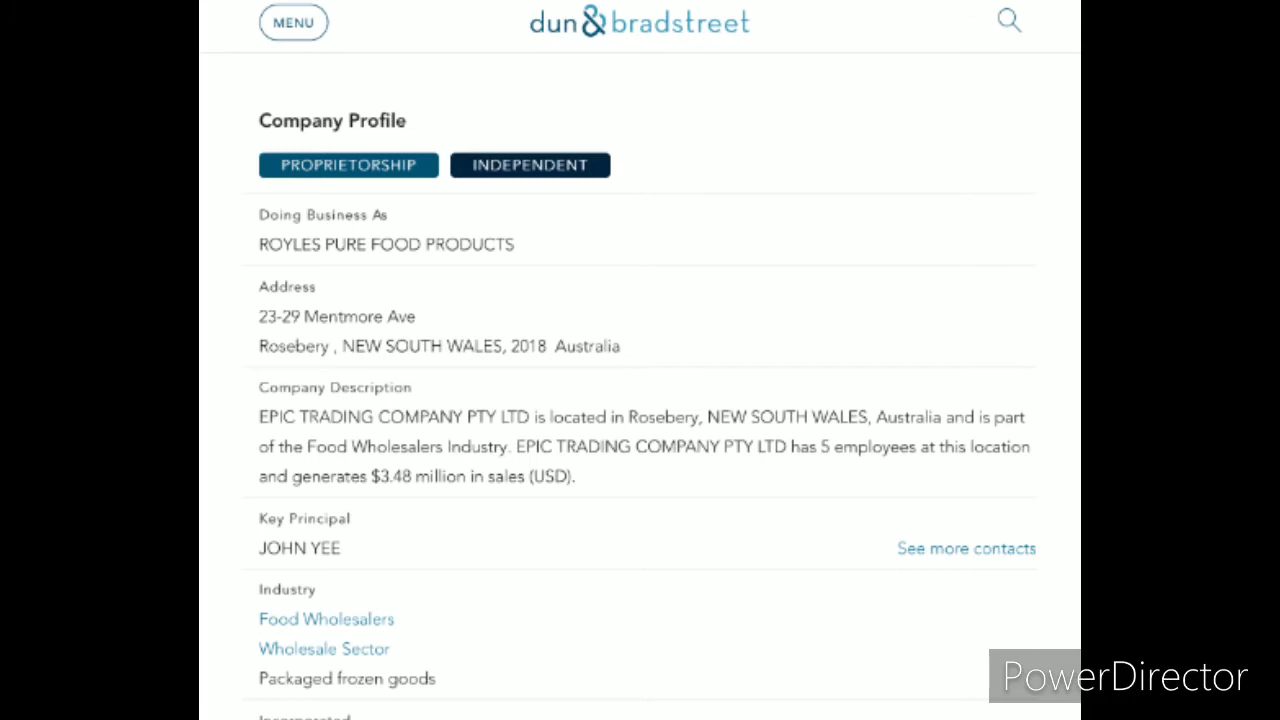 MENU
dun & bradstreet
Company Profile
PROPRIETORSHIP INDEPENDENT
Doing Business As
ROYLES PURE FOOD PRODUCTS
Address
23-29 Mentmore Ave
Rosebery , NEW SOUTH WALES, 2018 Australia
Company Description
EPIC TRADING COMPANY PTY LTD is located in Rosebery, NEW SOUTH WALES, Australia and is part
of the Food Wholesalers Industry. EPIC TRADING COMPANY PTY LTD has 5 employees at this location
and generates $3.48 million in sales (USD).
Key Principal
JOHN YEE
See more contacts
Industry
Food Wholesalers
Wholesale Sector
Packaged frozen goods
PowerDirector
Incorporated